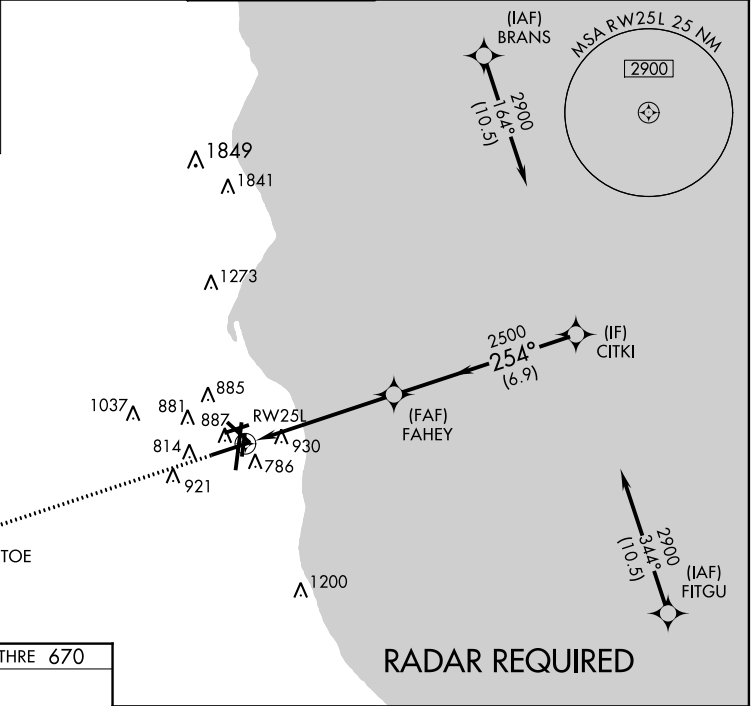 (IAF)
BRANS
MSA RW25L 25 NM
2900
2900
164°
(10.5)
1849
1841
1273
2500
254°
(6.9)
(IF)
CITKI
(FAF)
FAHEY
885
1037
881
887
RW25L
930
814
786
921
TOE
1200
2900
344°
(10.5)
(IAF)
FITGU
THRE 670
RADAR REQUIRED